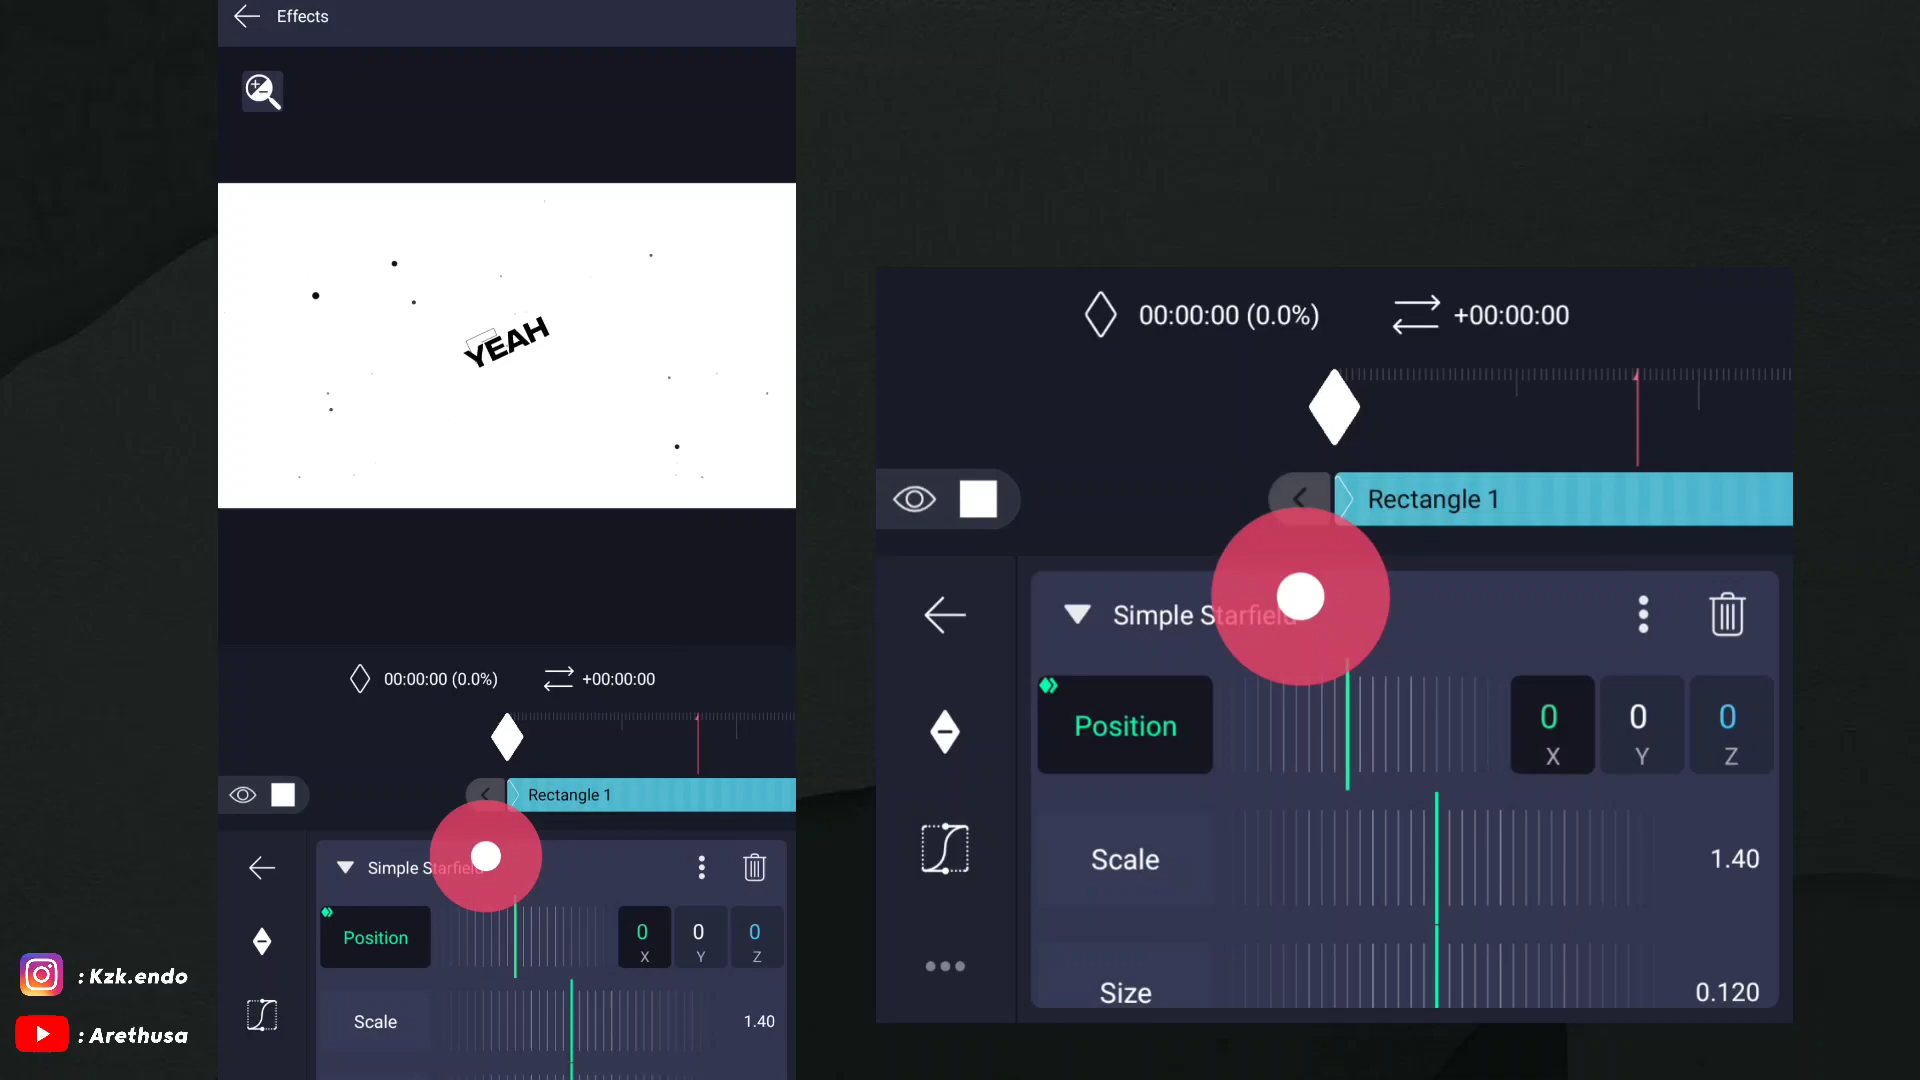 Effects
YEAH
00:00:00 (0.0%) +00:00:00
Rectangle 1
Simple Starfield
Position 0 0 0
X Y Z
Scale 1.40
: Kzk.endo
: Arethusa
00:00:00 (0.0%) +00:00:00
Rectangle 1
Simple Starfield
Position 0 0 0
X Y Z
Scale 1.40
Size 0.120